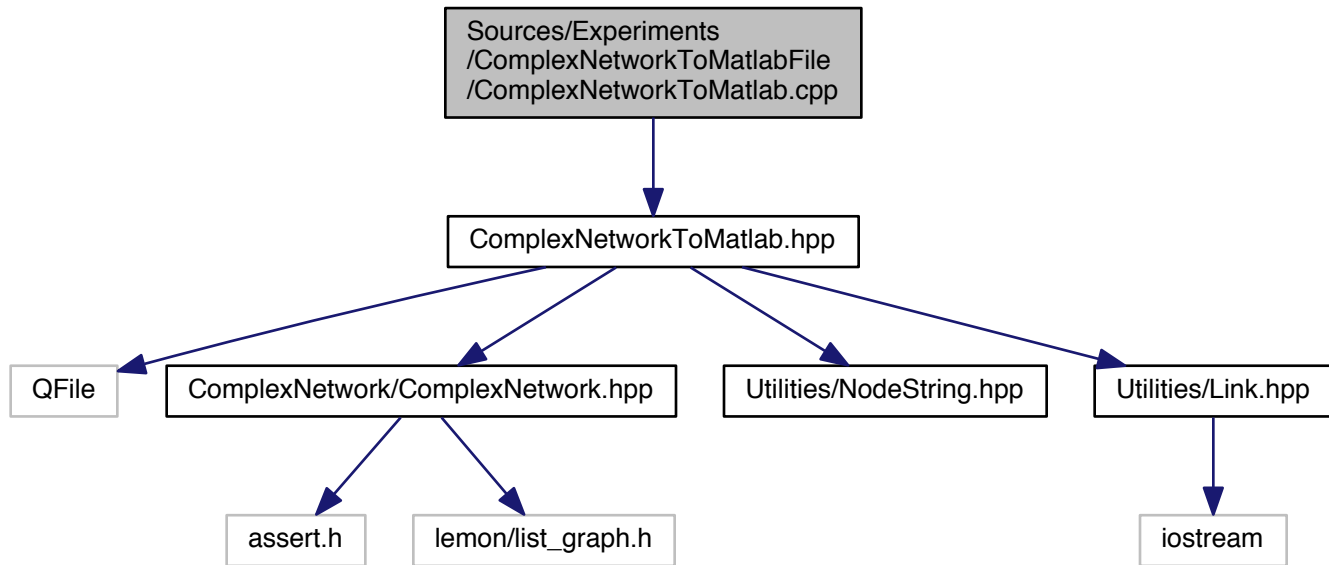 Sources/Experiments
/ComplexNetworkToMatlabFile
/ComplexNetworkToMatlab.cpp
ComplexNetworkToMatlab.hpp
QFile
ComplexNetwork/ComplexNetwork.hpp
Utilities/NodeString.hpp
Utilities/Link.hpp
assert.h
lemon/list_graph.h
iostream